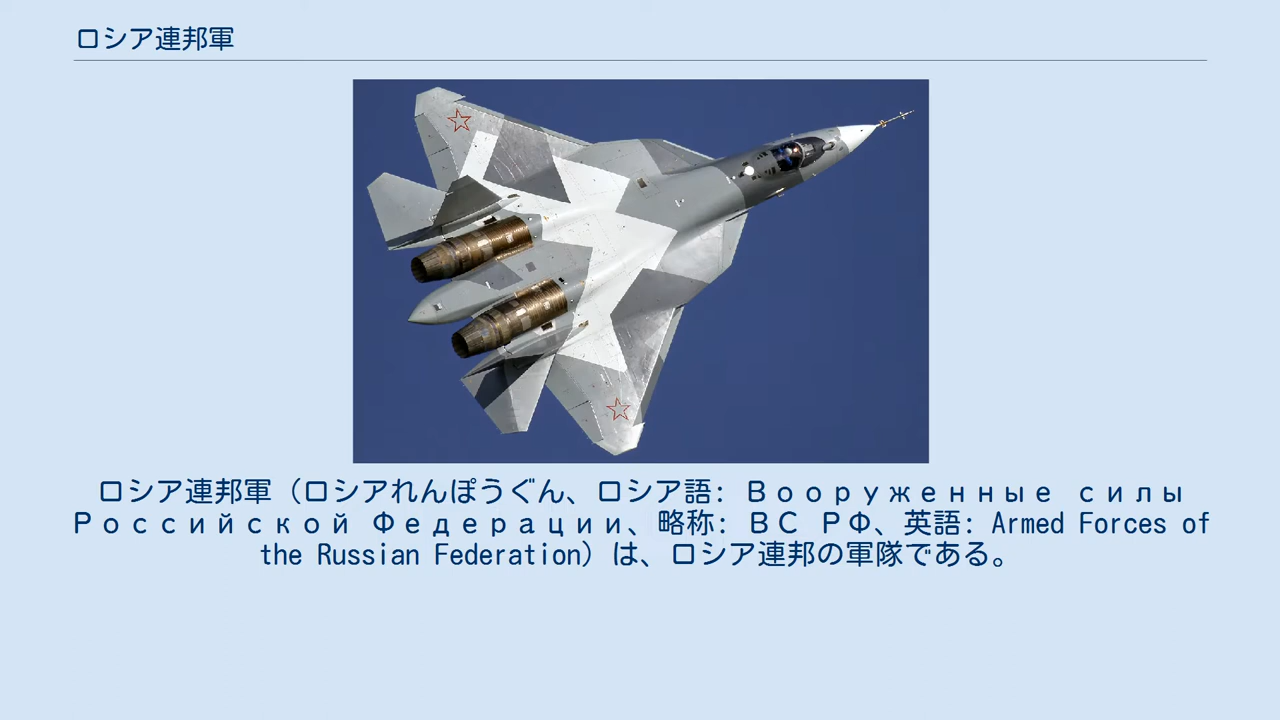 ロシア連邦軍
ロシア連邦軍（ロシアれんぽうぐん、ロシア語: Вооруженные силы
Российской Федерации、略称: ВС РФ、英語: Armed Forces of
the Russian Federation）は、ロシア連邦の軍隊である。